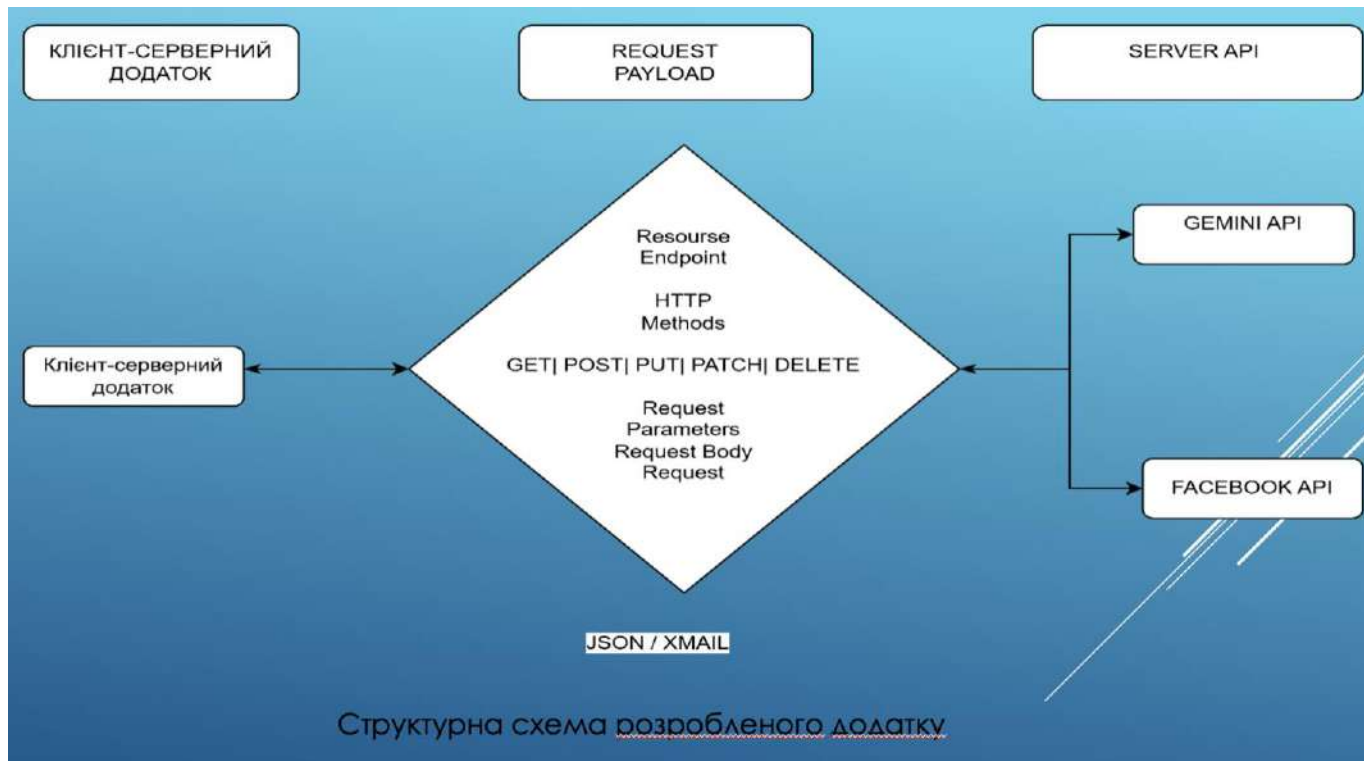 КЛІЄНТ-СЕРВЕРНИЙ
ДОДАТОК
REQUEST
PAYLOAD
SERVER API
Resourse
Endpoint
HTTP
Methods
GET| POST| PUT| PATCH| DELETE
Request
Parameters
Request Body
Request
Клієнт-серверний
додаток
GEMINI API
FACEBOOK API
JSON / XMAIL
Структурна схема розробленого додатку